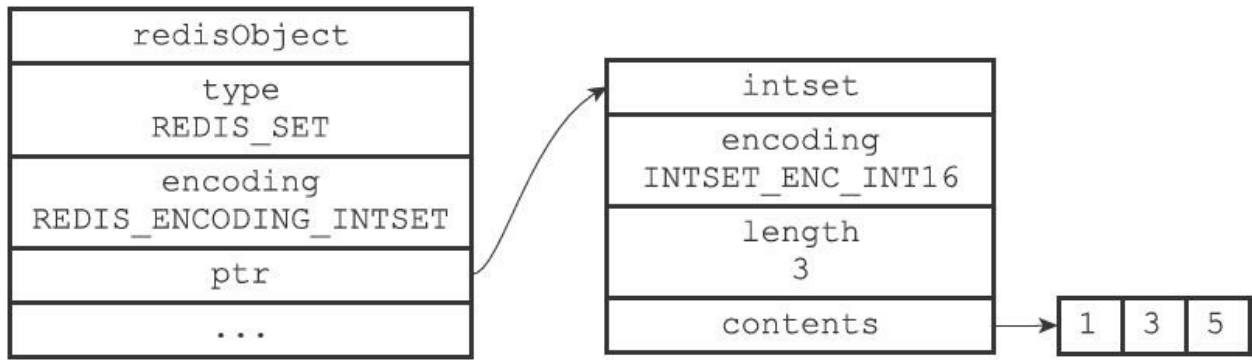 redisObject
type
REDIS_SET
encoding
REDIS_ENCODING_INTSET
ptr
...
intset
encoding
INTSET_ENC_INT16
length
3
contents
1 3 5